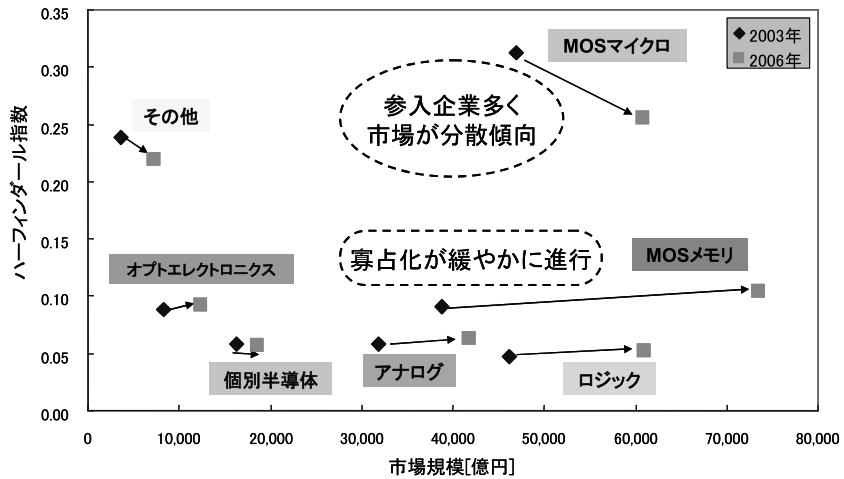 0.35
0.30
0.25
0.20
0.15
0.10
0.05
0.00
ハーフィンダール指数
0
10,000
20,000
30,000
40,000
50,000
60,000
70,000
80,000
市場規模[億円]
2003年
2006年
MOSマイクロ
参入企業多く
市場が分散傾向
その他
寡占化が緩やかに進行
MOSメモリ
オプトエレクトロニクス
個別半導体
アナログ
ロジック